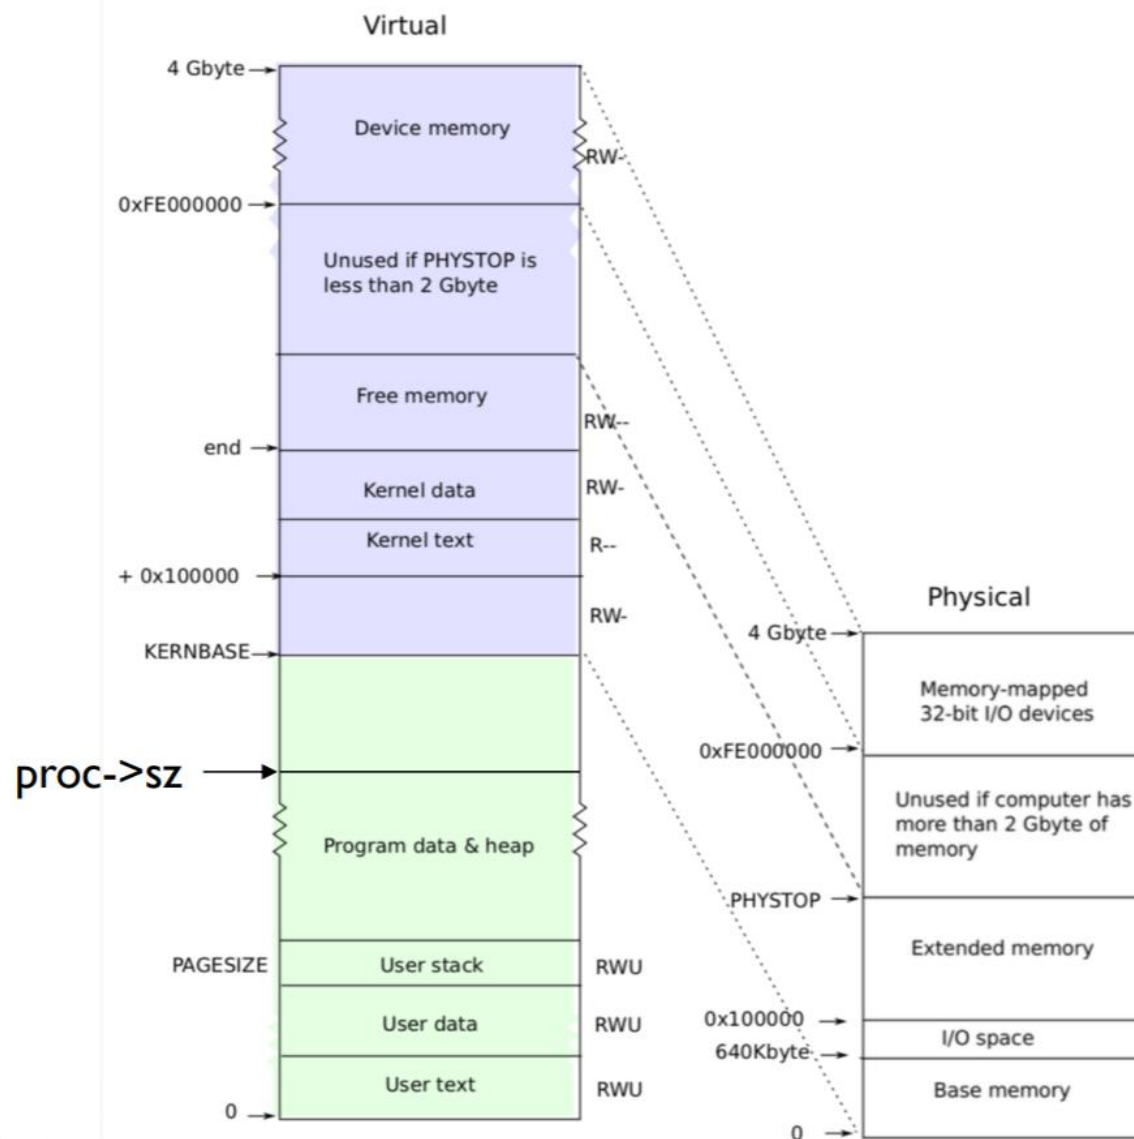 Virtual
4 Gbyte
Device memory
RW-
0xFE000000
Unused if PHYSTOP is
less than 2 Gbyte
Free memory
RW--
end
Kernel data
RW-
Kernel text
R--
+ 0x100000
RW-
KERNBASE
proc->sz
Program data & heap
PAGESIZE
User stack
RWU
User data
RWU
User text
RWU
0
Physical
4 Gbyte
Memory-mapped
32-bit I/O devices
0xFE000000
Unused if computer has
more than 2 Gbyte of
memory
PHYSTOP
Extended memory
0x100000
I/O space
640Kbyte
Base memory
0